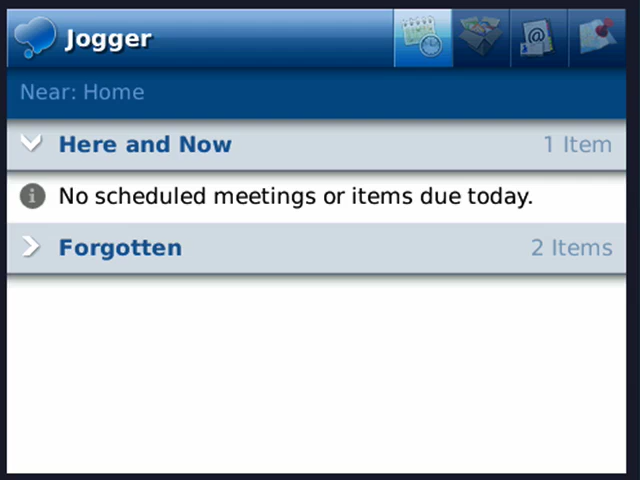 Jogger
Near: Home
Here and Now 1 Item
No scheduled meetings or items due today.
Forgotten 2 Items